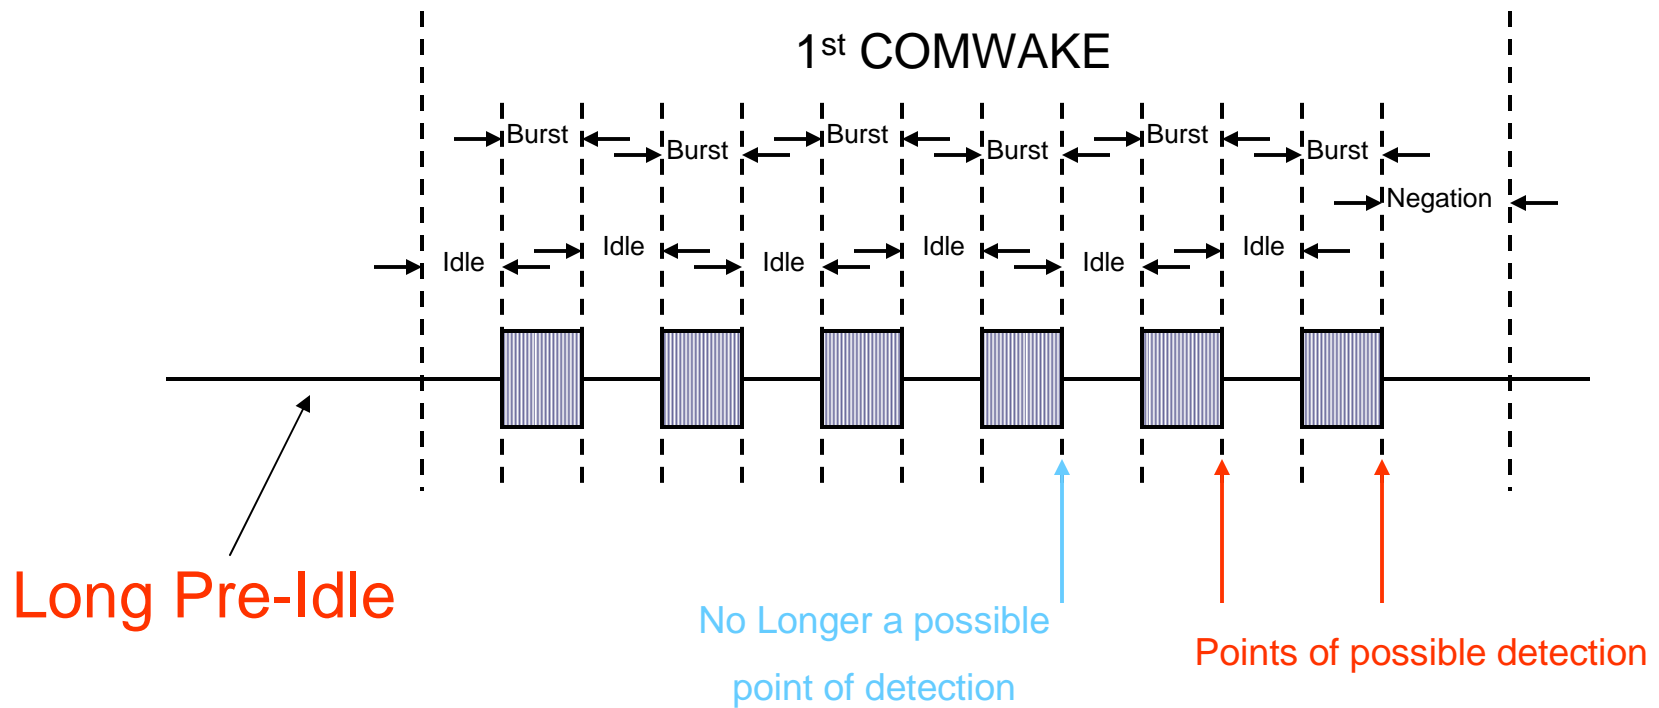 1st COMWAKE
Burst Burst Burst
Burst Burst Burst
Negation
Idle Idle Idle
Idle Idle Idle
Long Pre-Idle
No Longer a possible
point of detection
Points of possible detection